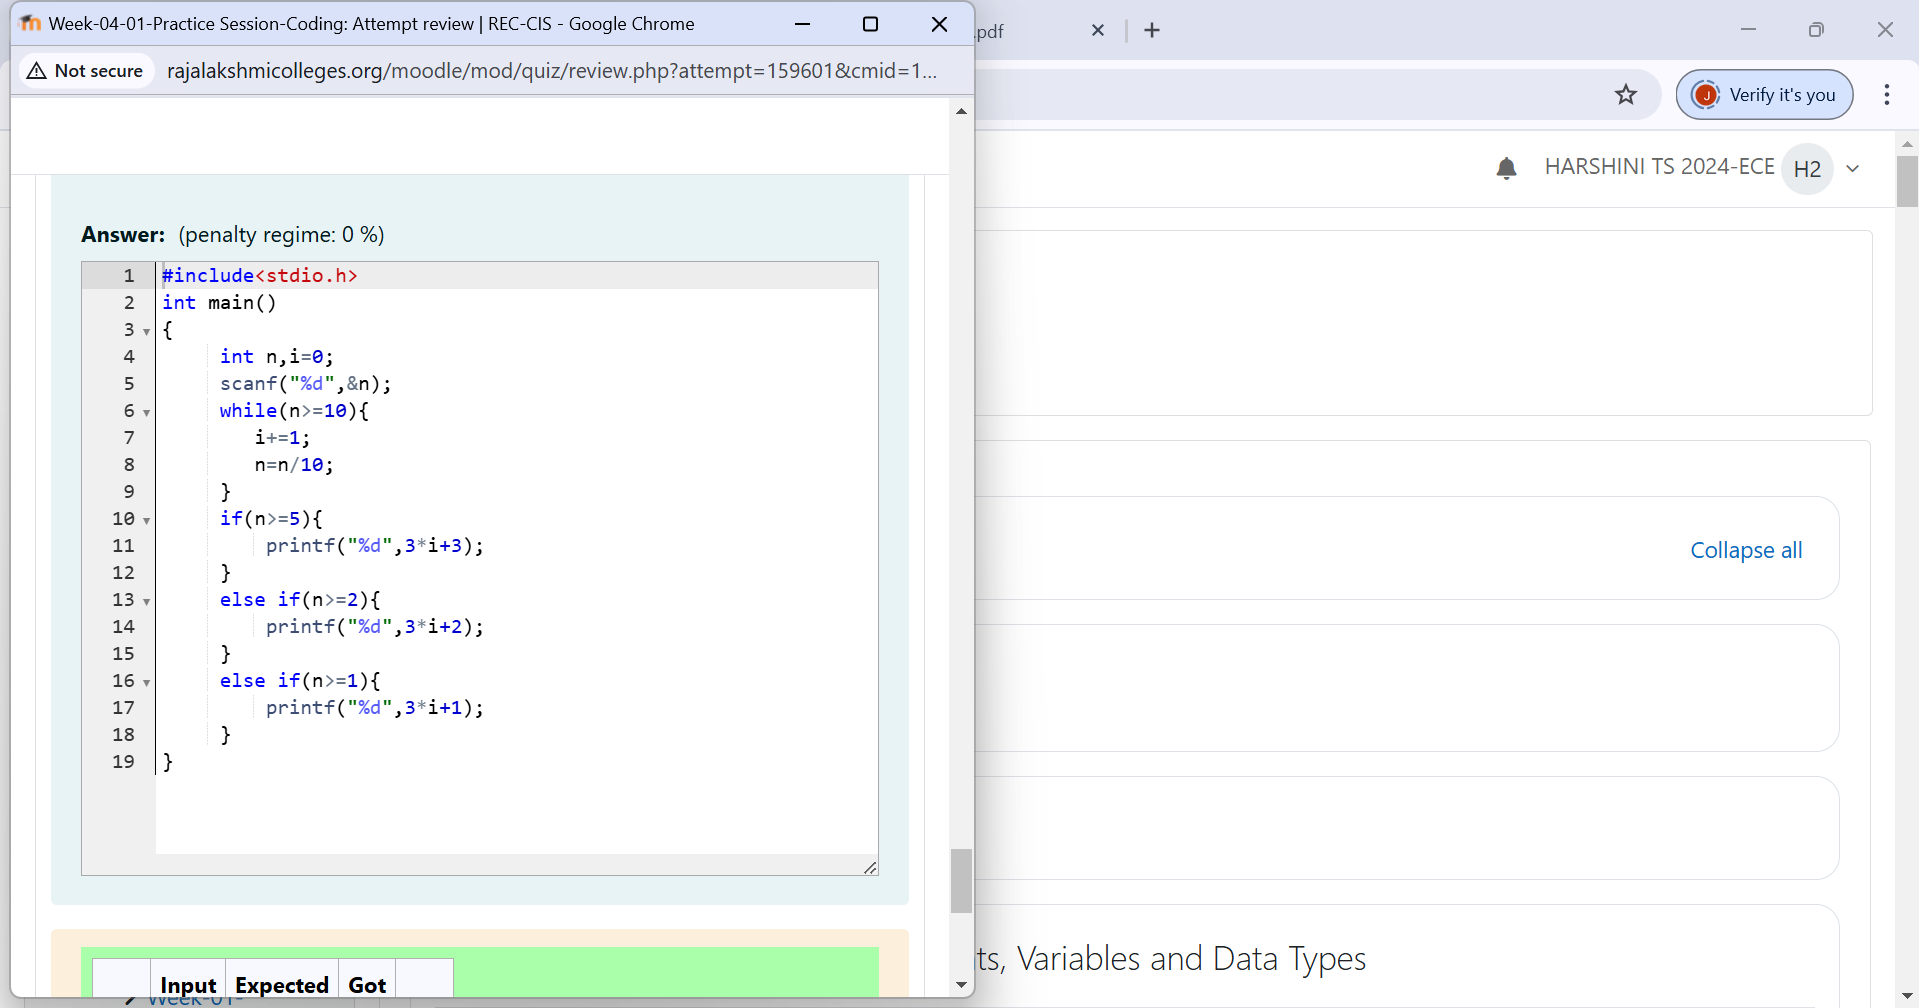 Week-04-01-Practice Session-Coding: Attempt review | REC-CIS - Google Chrome
.pdf
Not secure
rajalakshmicolleges.org/moodle/mod/quiz/review.php?attempt=159601&cmid=1...
J
Verify it's you
HARSHINI TS 2024-ECE
H2
Answer: (penalty regime: 0 %)
1 #include<stdio.h>
2 int main()
3 {
4 int n,i=0;
5 scanf("%d",&n);
6 while(n>=10){
7 i+=1;
8 n=n/10;
9 }
10 if(n>=5){
11 printf("%d",3*i+3);
12 }
13 else if(n>=2){
14 printf("%d",3*i+2);
15 }
16 else if(n>=1){
17 printf("%d",3*i+1);
18 }
19 }
Collapse all
Input Expected Got
ts, Variables and Data Types